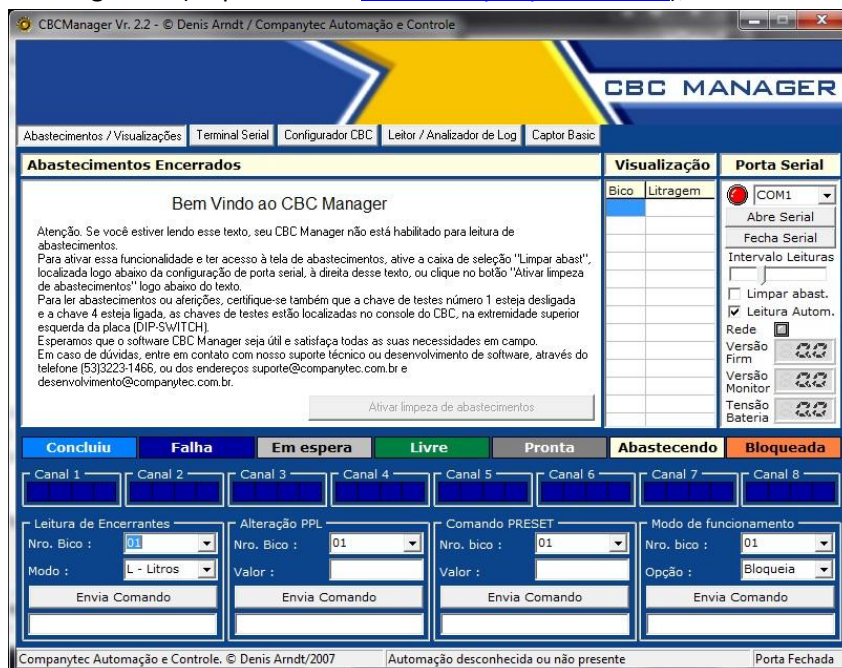 CBCManager Vr. 2.2 - © Denis Arndt / Companytec Automação e Controle
CBC MANAGER
Abastecimentos / Visualizações Terminal Serial Configurador CBC Leitor / Analizador de Log Captor Basic
Abastecimentos Encerrados
Bem Vindo ao CBC Manager
Atenção. Se você estiver lendo esse texto, seu CBC Manager não está habilitado para leitura de
abastecimentos.
Para ativar essa funcionalidade e ter acesso à tela de abastecimentos, ative a caixa de seleção "Limpar abast",
localizada logo abaixo da configuração de porta serial, à direita desse texto, ou clique no botão "Ativar limpeza
de abastecimentos" logo abaixo do texto.
Para ler abastecimentos ou aferições, certifique-se também que a chave de testes número 1 esteja desligada
e a chave 4 esteja ligada, as chaves de testes estão localizadas no console do CBC, na extremidade superior
esquerda da placa (DIP-SWITCH).
Esperamos que o software CBC Manager seja útil e satisfaça todas as suas necessidades em campo.
Em caso de dúvidas, entre em contato com nosso suporte técnico ou desenvolvimento de software, através do
telefone (53)3223-1466, ou dos endereços suporte@companytec.com.br e
desenvolvimento@companytec.com.br.
Ativar limpeza de abastecimentos
Visualização
Bico Litragem
Porta Serial
COM1
Abre Serial
Fecha Serial
Intervalo Leituras
Limpar abast.
Leitura Autom.
Rede
Versão
Firm
Versão
Monitor
Tensão
Bateria
Concluiu Falha Em espera Livre Pronta Abastecendo Bloqueada
Canal 1 Canal 2 Canal 3 Canal 4 Canal 5 Canal 6 Canal 7 Canal 8
Leitura de Encerrantes
Nro. Bico : 01
Modo : L - Litros
Envia Comando
Alteração PPL
Nro. Bico : 01
Valor :
Envia Comando
Comando PRESET
Nro. bico : 01
Valor :
Envia Comando
Modo de funcionamento
Nro. bico : 01
Opção : Bloqueia
Envia Comando
Companytec Automação e Controle. © Denis Arndt/2007 Automação desconhecida ou não presente Porta Fechada